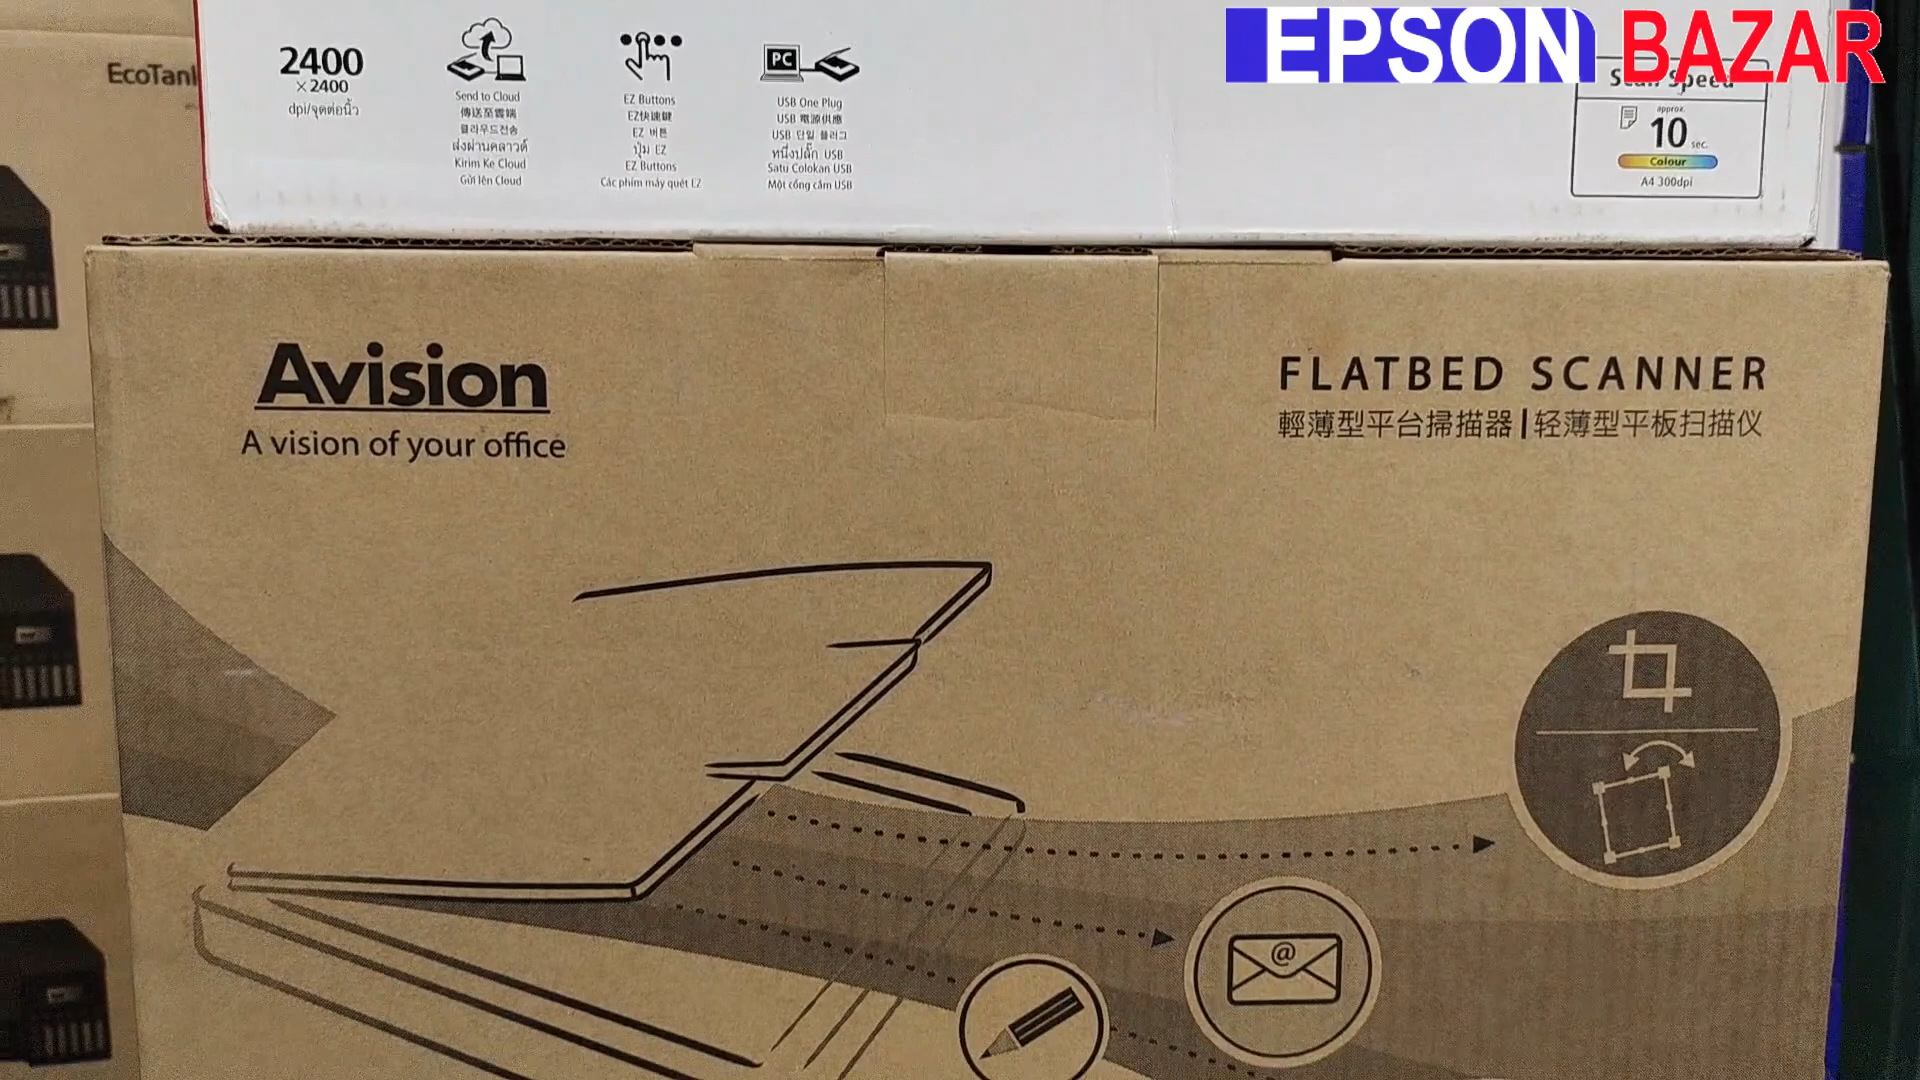 EPSON BAZAR
EcoTank
2400
×2400
dpi/จุดต่อนิ้ว
Send to Cloud
傳送至雲端
클라우드전송
ส่งผ่านคลาวด์
Kirim Ke Cloud
Gửi lên Cloud
EZ Buttons
EZ快速鍵
EZ 버튼
ปุ่ม EZ
EZ Buttons
Các phím máy quét EZ
PC
USB One Plug
USB 電源供應
USB 단일 플러그
หนึ่งปลั๊ก USB
Satu Colokan USB
Một cổng cắm USB
Scan Speed
approx.
10 sec.
Colour
A4 300dpi
Avision
A vision of your office
FLATBED SCANNER
輕薄型平台掃描器|轻薄型平板扫描仪
@